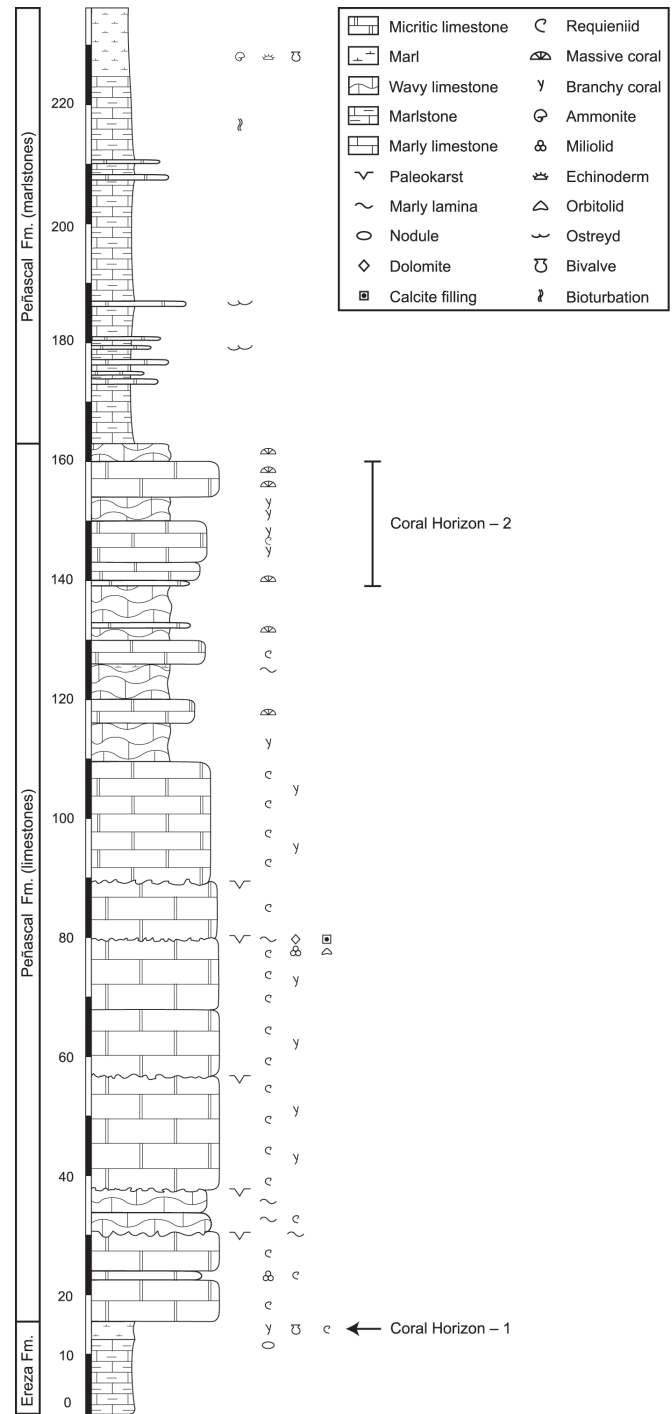 Micritic limestone
Marl
Wavy limestone
Marlstone
Marly limestone
Paleokarst
Marly lamina
Nodule
Dolomite
Calcite filling
Requieniid
Massive coral
Branchy coral
Ammonite
Miliolid
Echinoderm
Orbitolid
Ostreyd
Bivalve
Bioturbation
Peñascal Fm. (marlstones)
Peñascal Fm. (limestones)
Ereza Fm.
220
200
180
160
140
120
100
80
60
40
20
10
0
Coral Horizon – 2
Coral Horizon – 1